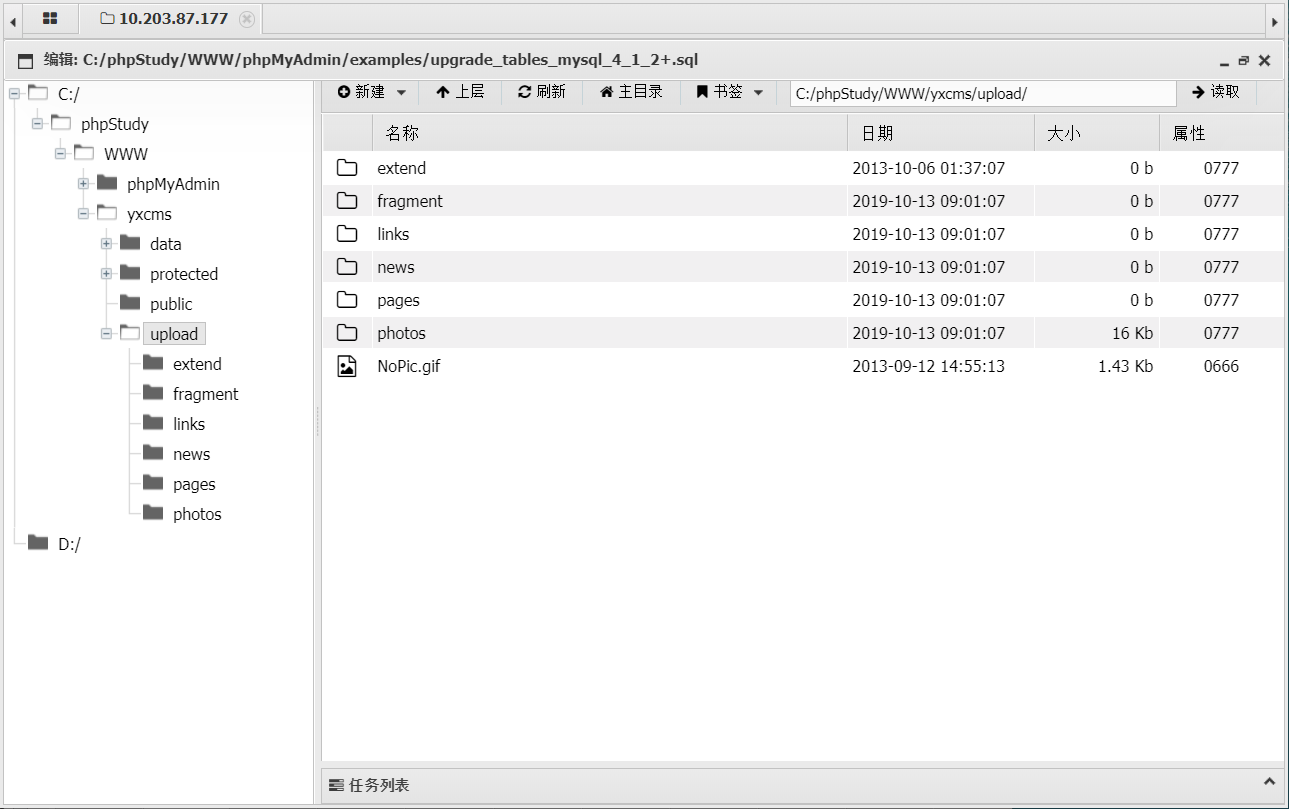 10.203.87.177
编辑: C:/phpStudy/WWW/phpMyAdmin/examples/upgrade_tables_mysql_4_1_2+.sql
C:/
phpStudy
WWW
phpMyAdmin
yxcms
data
protected
public
upload
extend
fragment
links
news
pages
photos
D:/
新建 上层 刷新 主目录 书签 C:/phpStudy/WWW/yxcms/upload/ 读取
名称 日期 大小 属性
extend 2013-10-06 01:37:07 0 b 0777
fragment 2019-10-13 09:01:07 0 b 0777
links 2019-10-13 09:01:07 0 b 0777
news 2019-10-13 09:01:07 0 b 0777
pages 2019-10-13 09:01:07 0 b 0777
photos 2019-10-13 09:01:07 16 Kb 0777
NoPic.gif 2013-09-12 14:55:13 1.43 Kb 0666
任务列表